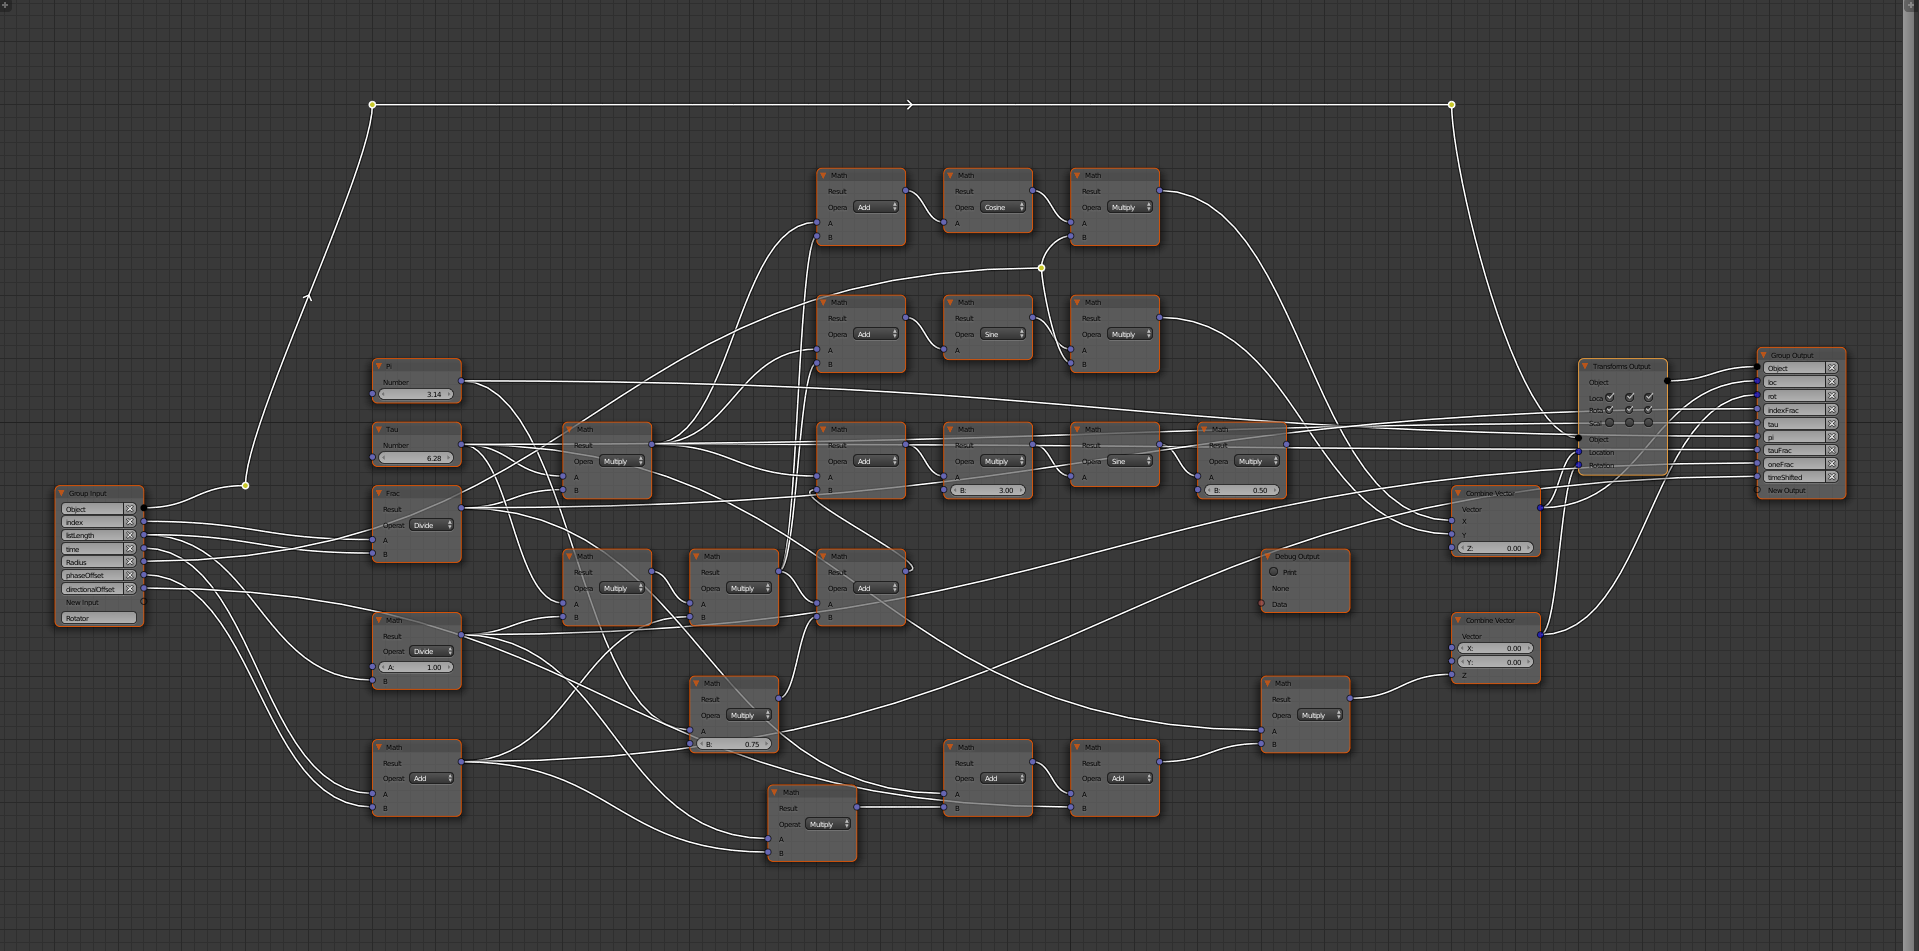 Group Input
Object
index
listLength
time
Radius
phaseOffset
directionalOffset
New Input
Rotator
Pi
Number
3.14
Tau
Number
6.28
Frac
Result
Operat Divide
A
B
Math
Result
Operat Divide
A: 1.00
B
Math
Result
Operat Add
A
B
Math
Result
Opera Multiply
A
B
Math
Result
Opera Multiply
A
B
Math
Result
Opera Multiply
A
B
Math
Result
Opera Multiply
A
B: 0.75
Math
Result
Operat Multiply
A
B
Math
Result
Opera Add
A
B
Math
Result
Opera Cosine
A
Math
Result
Opera Multiply
A
B
Math
Result
Opera Add
A
B
Math
Result
Opera Sine
A
Math
Result
Opera Multiply
A
B
Math
Result
Opera Add
A
B
Math
Result
Opera Multiply
A
B: 3.00
Math
Result
Opera Sine
A
Math
Result
Opera Multiply
A
B: 0.50
Math
Result
Opera Add
A
B
Math
Result
Opera Add
A
B
Math
Result
Opera Add
A
B
Debug Output
Print
None
Data
Math
Result
Opera Multiply
A
B
Combine Vector
Vector
X
Y
Z: 0.00
Combine Vector
Vector
X: 0.00
Y: 0.00
Z
Transforms Output
Object
Loca
Rota
Scal
Object
Location
Rotation
Group Output
Object
loc
rot
indexFrac
tau
pi
tauFrac
oneFrac
timeShifted
New Output